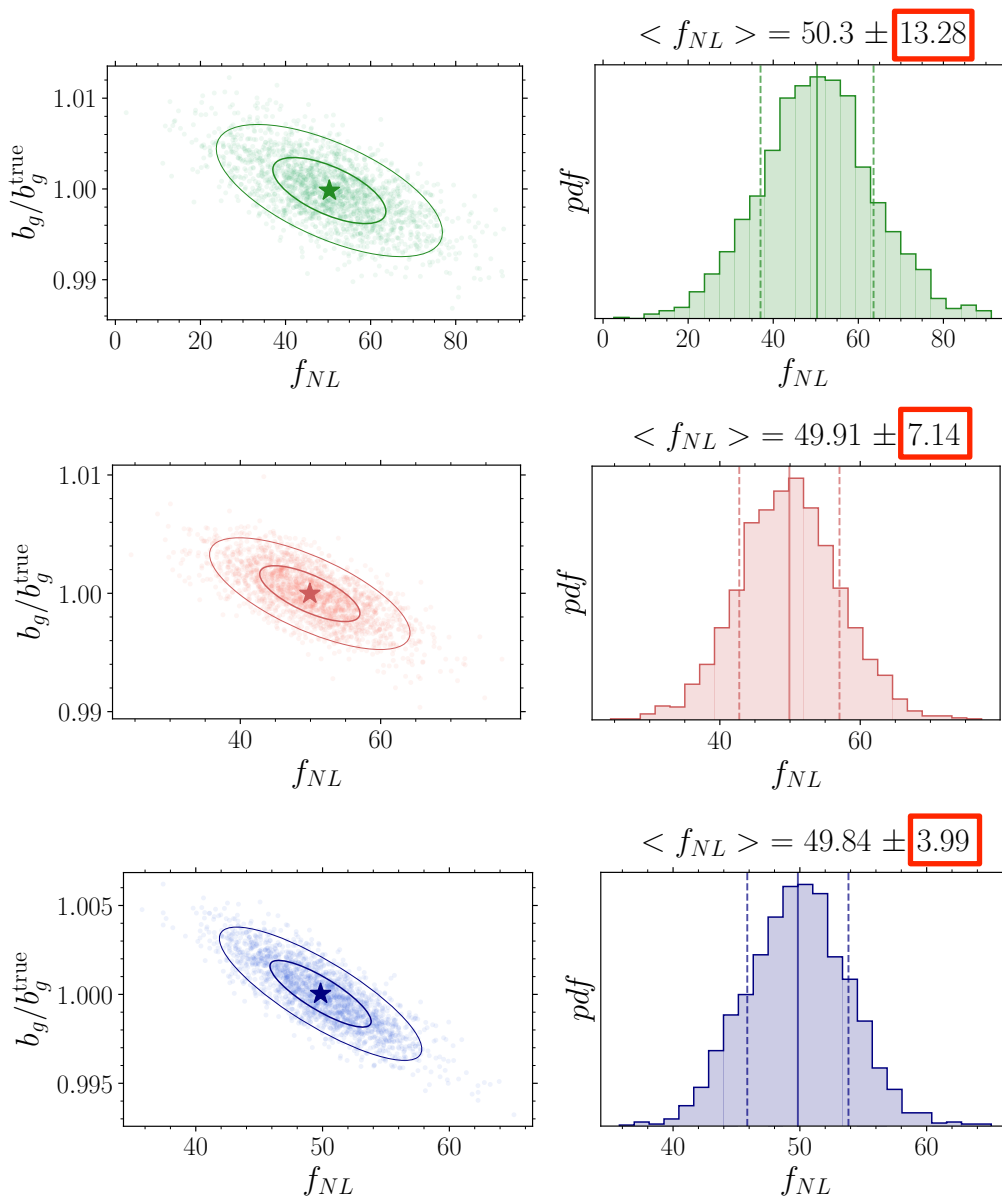 < f_NL > = 50.3 ± 13.28
b_g/b_g^true
1.01
1.00
0.99
0 20 40 60 80
f_NL
pdf
0 20 40 60 80
f_NL
< f_NL > = 49.91 ± 7.14
b_g/b_g^true
1.01
1.00
0.99
40 60
f_NL
pdf
40 60
f_NL
< f_NL > = 49.84 ± 3.99
b_g/b_g^true
1.005
1.000
0.995
40 50 60
f_NL
pdf
40 50 60
f_NL